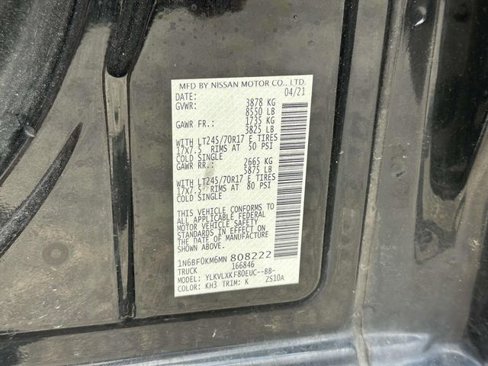 MFD BY NISSAN MOTOR CO., LTD.
DATE: 04/21
GVWR: 3878 KG
8550 LB
GAWR FR.: 1735 KG
3825 LB
WITH LT245/70R17 E TIRES
17X7.5 RIMS AT 50 PSI
COLD SINGLE
GAWR RR.: 2665 KG
5875 LB
WITH LT245/70R17 E TIRES
17X7.5 RIMS AT 80 PSI
COLD SINGLE
THIS VEHICLE CONFORMS TO
ALL APPLICABLE FEDERAL
MOTOR VEHICLE SAFETY
STANDARDS IN EFFECT ON
THE DATE OF MANUFACTURE
SHOWN ABOVE.
1N6BF0KM6MN 808222
TRUCK 166846
MODEL: YLKVLXKF80EUC--BB-
COLOR: KH3 TRIM: K ZS10A